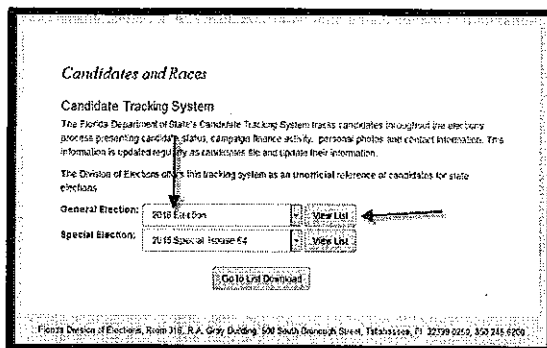 Candidates and Races
Candidate Tracking System
The Florida Department of State's Candidate Tracking System tracks candidates throughout the elections
process presenting candidate status, campaign finance activity, personal photos and contact information. This
information is updated regularly as candidates file and update their information.
The Division of Elections offers this tracking system as an unofficial reference of candidates for state
elections
General Election: Election View List
Special Election: Special House 64 View List
Go to List Download
Florida Division of Elections, Room 316, R.A. Gray Building, 500 South Bronough Street, Tallahassee, Fl 850 245 6200